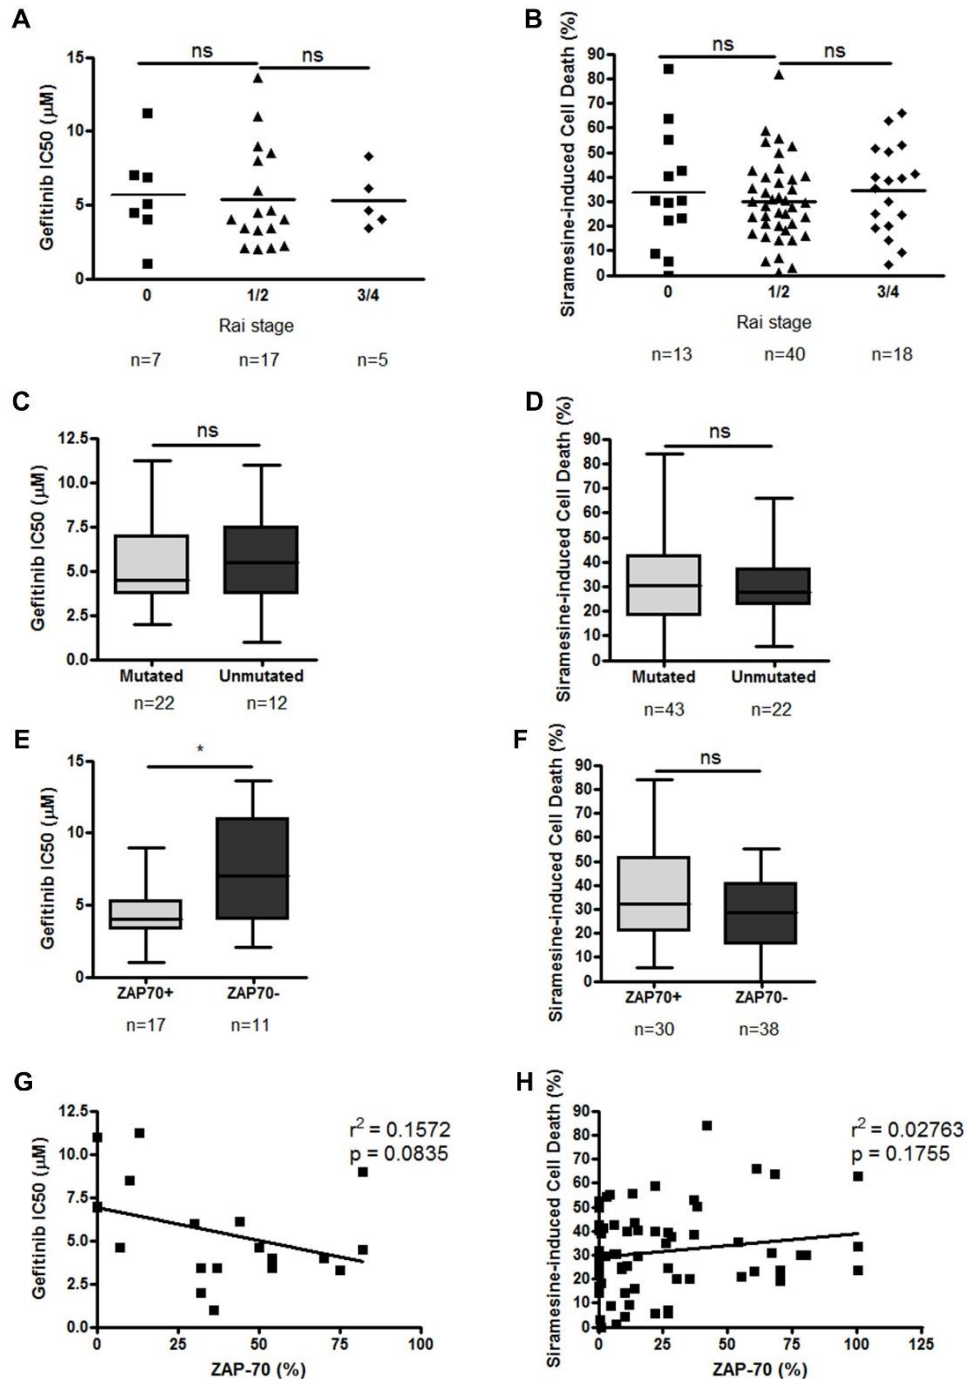 A
Gefitinib IC50 (µM)
15
10
5
0
ns
ns
0
1/2
3/4
Rai stage
n=7
n=17
n=5
B
Siramesine-induced Cell Death (%)
90
80
70
60
50
40
30
20
10
0
ns
ns
0
1/2
3/4
Rai stage
n=13
n=40
n=18
C
Gefitinib IC50 (µM)
12.5
10.0
7.5
5.0
2.5
0.0
ns
Mutated
Unmutated
n=22
n=12
D
Siramesine-induced Cell Death (%)
90
80
70
60
50
40
30
20
10
0
ns
Mutated
Unmutated
n=43
n=22
E
Gefitinib IC50 (µM)
15
10
5
0
*
ZAP70+
ZAP70-
n=17
n=11
F
Siramesine-induced Cell Death (%)
90
80
70
60
50
40
30
20
10
0
ns
ZAP70+
ZAP70-
n=30
n=38
G
Gefitinib IC50 (µM)
12.5
10.0
7.5
5.0
2.5
0.0
r² = 0.1572
p = 0.0835
0
25
50
75
100
ZAP-70 (%)
H
Siramesine-induced Cell Death (%)
90
80
70
60
50
40
30
20
10
0
r² = 0.02763
p = 0.1755
0
25
50
75
100
125
ZAP-70 (%)